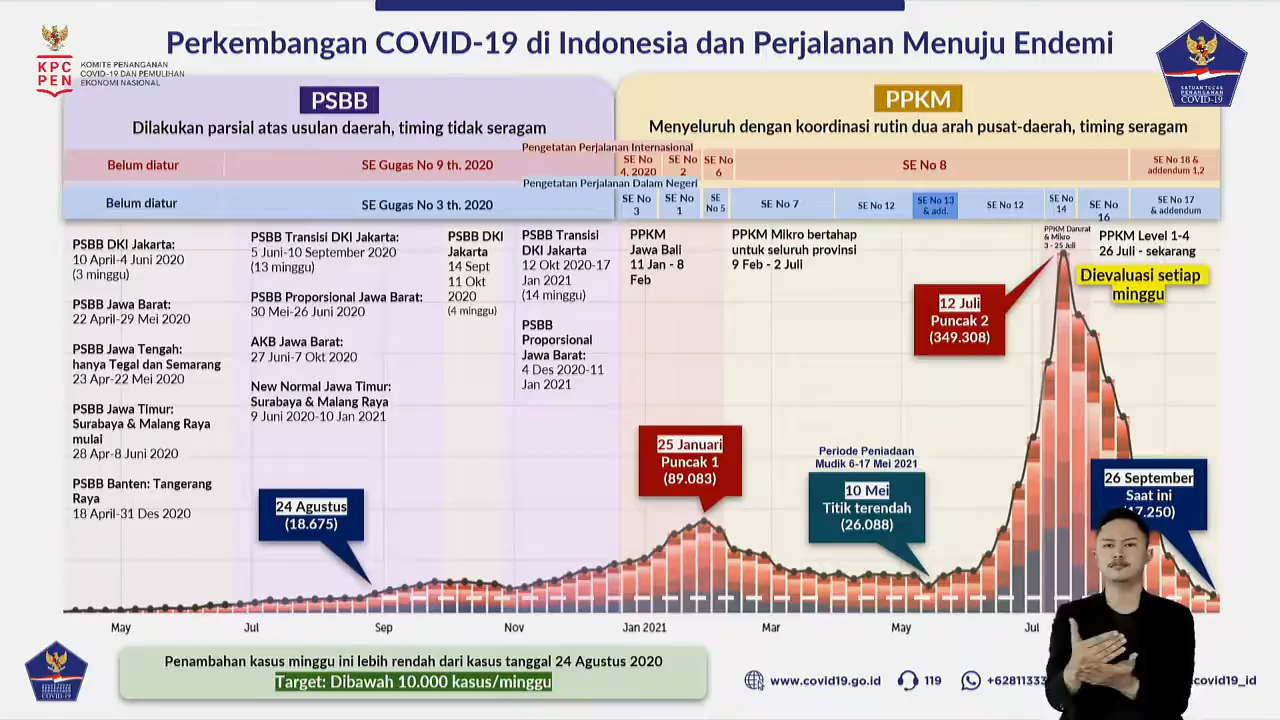 Perkembangan COVID-19 di Indonesia dan Perjalanan Menuju Endemi
KPC
PEN
KOMITE PENANGANAN
COVID-19 DAN PEMULIHAN
EKONOMI NASIONAL
SATUAN TUGAS
PENANGANAN
COVID-19
PSBB
Dilakukan parsial atas usulan daerah, timing tidak seragam
PPKM
Menyeluruh dengan koordinasi rutin dua arah pusat-daerah, timing seragam
Pengetatan Perjalanan Internasional
Belum diatur
SE Gugas No 9 th. 2020
SE No
4, 2020
SE No
2
SE No
6
SE No 8
SE No 18 &
addendum 1,2
Pengetatan Perjalanan Dalam Negeri
Belum diatur
SE Gugas No 3 th. 2020
SE No
3
SE No
1
SE
No 5
SE No 7
SE No 12
SE No 13
& add.
SE No 12
SE No
14
SE No
16
SE No 17
& addendum
PSBB DKI Jakarta:
10 April-4 Juni 2020
(3 minggu)
PSBB Jawa Barat:
22 April-29 Mei 2020
PSBB Jawa Tengah:
hanya Tegal dan Semarang
23 Apr-22 Mei 2020
PSBB Jawa Timur:
Surabaya & Malang Raya
mulai
28 Apr-8 Juni 2020
PSBB Banten: Tangerang
Raya
18 April-31 Des 2020
PSBB Transisi DKI Jakarta:
5 Juni-10 September 2020
(13 minggu)
PSBB Proporsional Jawa Barat:
30 Mei-26 Juni 2020
AKB Jawa Barat:
27 Juni-7 Okt 2020
New Normal Jawa Timur:
Surabaya & Malang Raya
9 Juni 2020-10 Jan 2021
PSBB DKI
Jakarta
14 Sept
11 Okt
2020
(4 minggu)
PSBB Transisi
DKI Jakarta
12 Okt 2020-17
Jan 2021
(14 minggu)
PSBB
Proporsional
Jawa Barat:
4 Des 2020-11
Jan 2021
PPKM
Jawa Bali
11 Jan - 8
Feb
PPKM Mikro bertahap
untuk seluruh provinsi
9 Feb - 2 Juli
PPKM Darurat
& Mikro
3 - 25 Juli
PPKM Level 1-4
26 Juli - sekarang
Dievaluasi setiap
minggu
12 Juli
Puncak 2
(349.308)
25 Januari
Puncak 1
(89.083)
Periode Peniadaan
Mudik 6-17 Mei 2021
10 Mei
Titik terendah
(26.088)
24 Agustus
(18.675)
26 September
Saat ini
17.250)
May
Jul
Sep
Nov
Jan 2021
Mar
May
Jul
Penambahan kasus minggu ini lebih rendah dari kasus tanggal 24 Agustus 2020
Target: Dibawah 10.000 kasus/minggu
COVID-19
www.covid19.go.id
119
+62811333
covid19_id